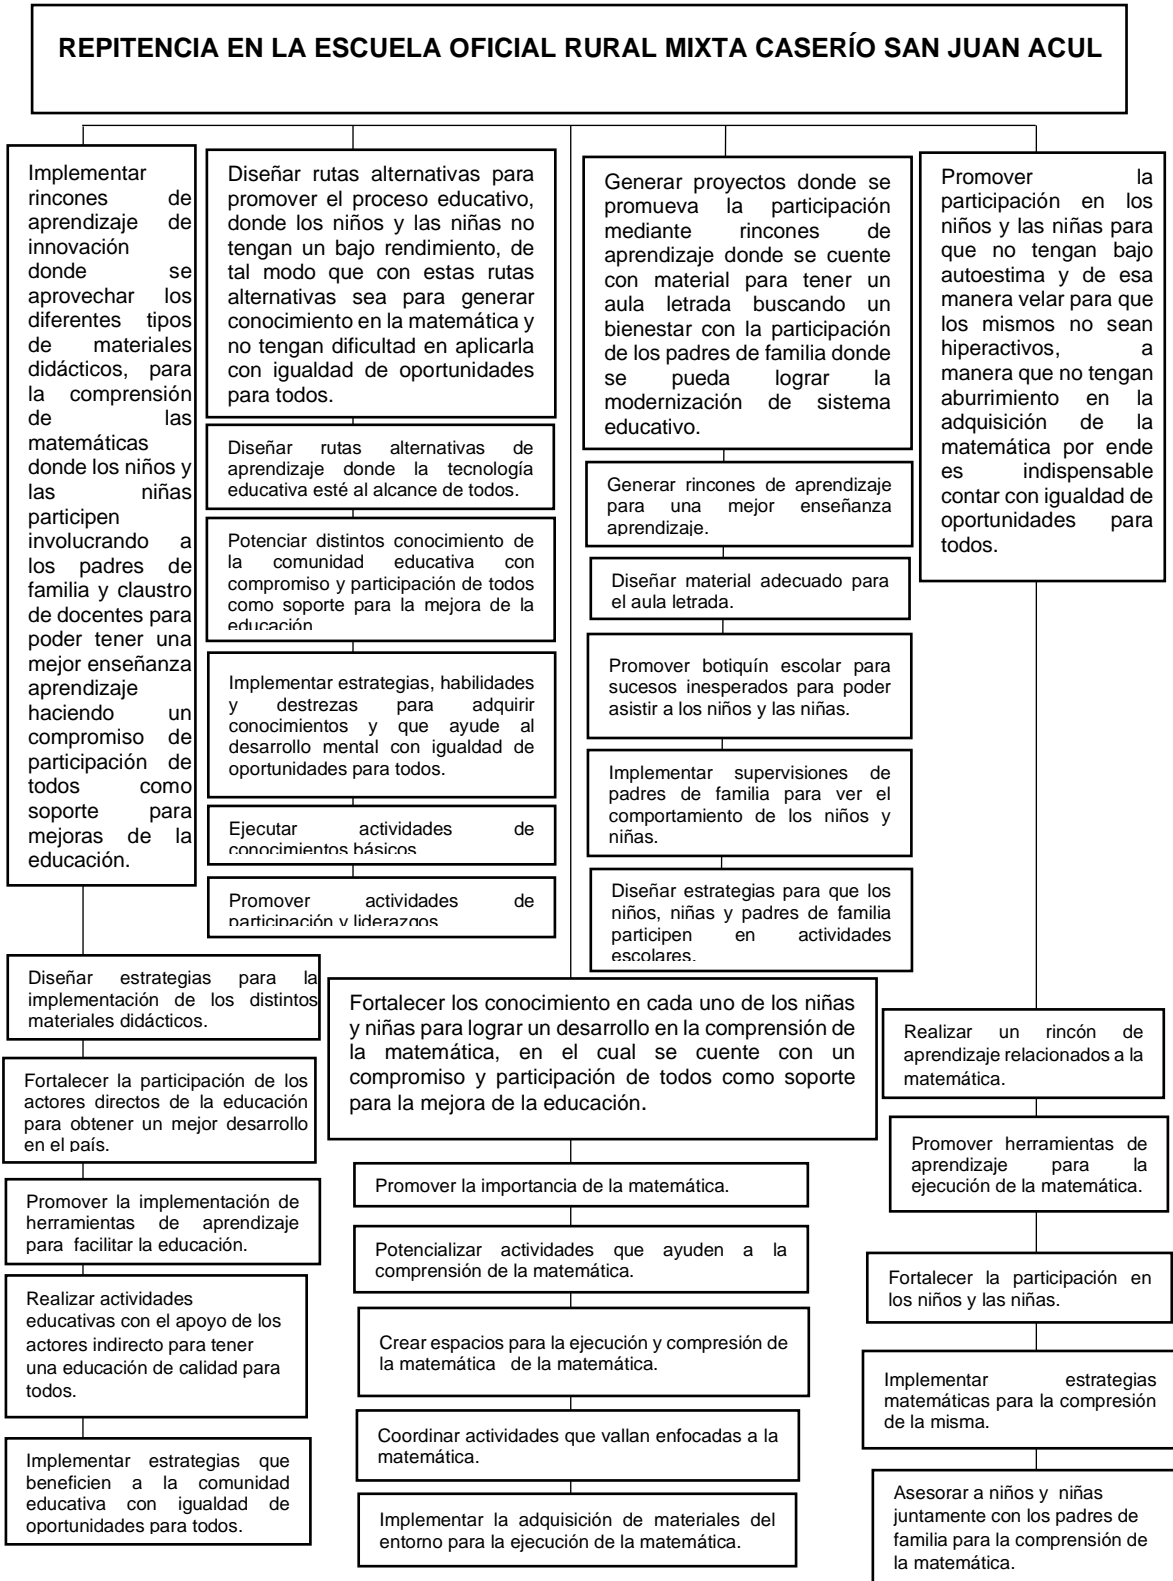 REPITENCIA EN LA ESCUELA OFICIAL RURAL MIXTA CASERÍO SAN JUAN ACUL
Implementar
rincones de
aprendizaje de
innovación
donde se
aprovechar los
diferentes tipos
de materiales
didácticos, para
la comprensión
de las
matemáticas
donde los niños y
las niñas
participen
involucrando a
los padres de
familia y claustro
de docentes para
poder tener una
mejor enseñanza
aprendizaje
haciendo un
compromiso de
participación de
todos como
soporte para
mejoras de la
educación.
Diseñar estrategias para la
implementación de los distintos
materiales didácticos.
Fortalecer la participación de los
actores directos de la educación
para obtener un mejor desarrollo
en el país.
Promover la implementación de
herramientas de aprendizaje
para facilitar la educación.
Realizar actividades
educativas con el apoyo de los
actores indirecto para tener
una educación de calidad para
todos.
Implementar estrategias que
beneficien a la comunidad
educativa con igualdad de
oportunidades para todos.
Diseñar rutas alternativas para
promover el proceso educativo,
donde los niños y las niñas no
tengan un bajo rendimiento, de
tal modo que con estas rutas
alternativas sea para generar
conocimiento en la matemática y
no tengan dificultad en aplicarla
con igualdad de oportunidades
para todos.
Diseñar rutas alternativas de
aprendizaje donde la tecnología
educativa esté al alcance de todos.
Potenciar distintos conocimiento de
la comunidad educativa con
compromiso y participación de todos
como soporte para la mejora de la
educación
Implementar estrategias, habilidades
y destrezas para adquirir
conocimientos y que ayude al
desarrollo mental con igualdad de
oportunidades para todos.
Ejecutar actividades de
conocimientos básicos
Promover actividades de
participación y liderazgos
Fortalecer los conocimiento en cada uno de los niñas
y niñas para lograr un desarrollo en la comprensión de
la matemática, en el cual se cuente con un
compromiso y participación de todos como soporte
para la mejora de la educación.
Promover la importancia de la matemática.
Potencializar actividades que ayuden a la
comprensión de la matemática.
Crear espacios para la ejecución y compresión de
la matemática de la matemática.
Coordinar actividades que vallan enfocadas a la
matemática.
Implementar la adquisición de materiales del
entorno para la ejecución de la matemática.
Generar proyectos donde se
promueva la participación
mediante rincones de
aprendizaje donde se cuente
con material para tener un
aula letrada buscando un
bienestar con la participación
de los padres de familia donde
se pueda lograr la
modernización de sistema
educativo.
Generar rincones de aprendizaje
para una mejor enseñanza
aprendizaje.
Diseñar material adecuado para
el aula letrada.
Promover botiquín escolar para
sucesos inesperados para poder
asistir a los niños y las niñas.
Implementar supervisiones de
padres de familia para ver el
comportamiento de los niños y
niñas.
Diseñar estrategias para que los
niños, niñas y padres de familia
participen en actividades
escolares.
Promover la
participación en los
niños y las niñas para
que no tengan bajo
autoestima y de esa
manera velar para que
los mismos no sean
hiperactivos, a
manera que no tengan
aburrimiento en la
adquisición de la
matemática por ende
es indispensable
contar con igualdad de
oportunidades para
todos.
Realizar un rincón de
aprendizaje relacionados a la
matemática.
Promover herramientas de
aprendizaje para la
ejecución de la matemática.
Fortalecer la participación en
los niños y las niñas.
Implementar estrategias
matemáticas para la compresión
de la misma.
Asesorar a niños y niñas
juntamente con los padres de
familia para la comprensión de
la matemática.